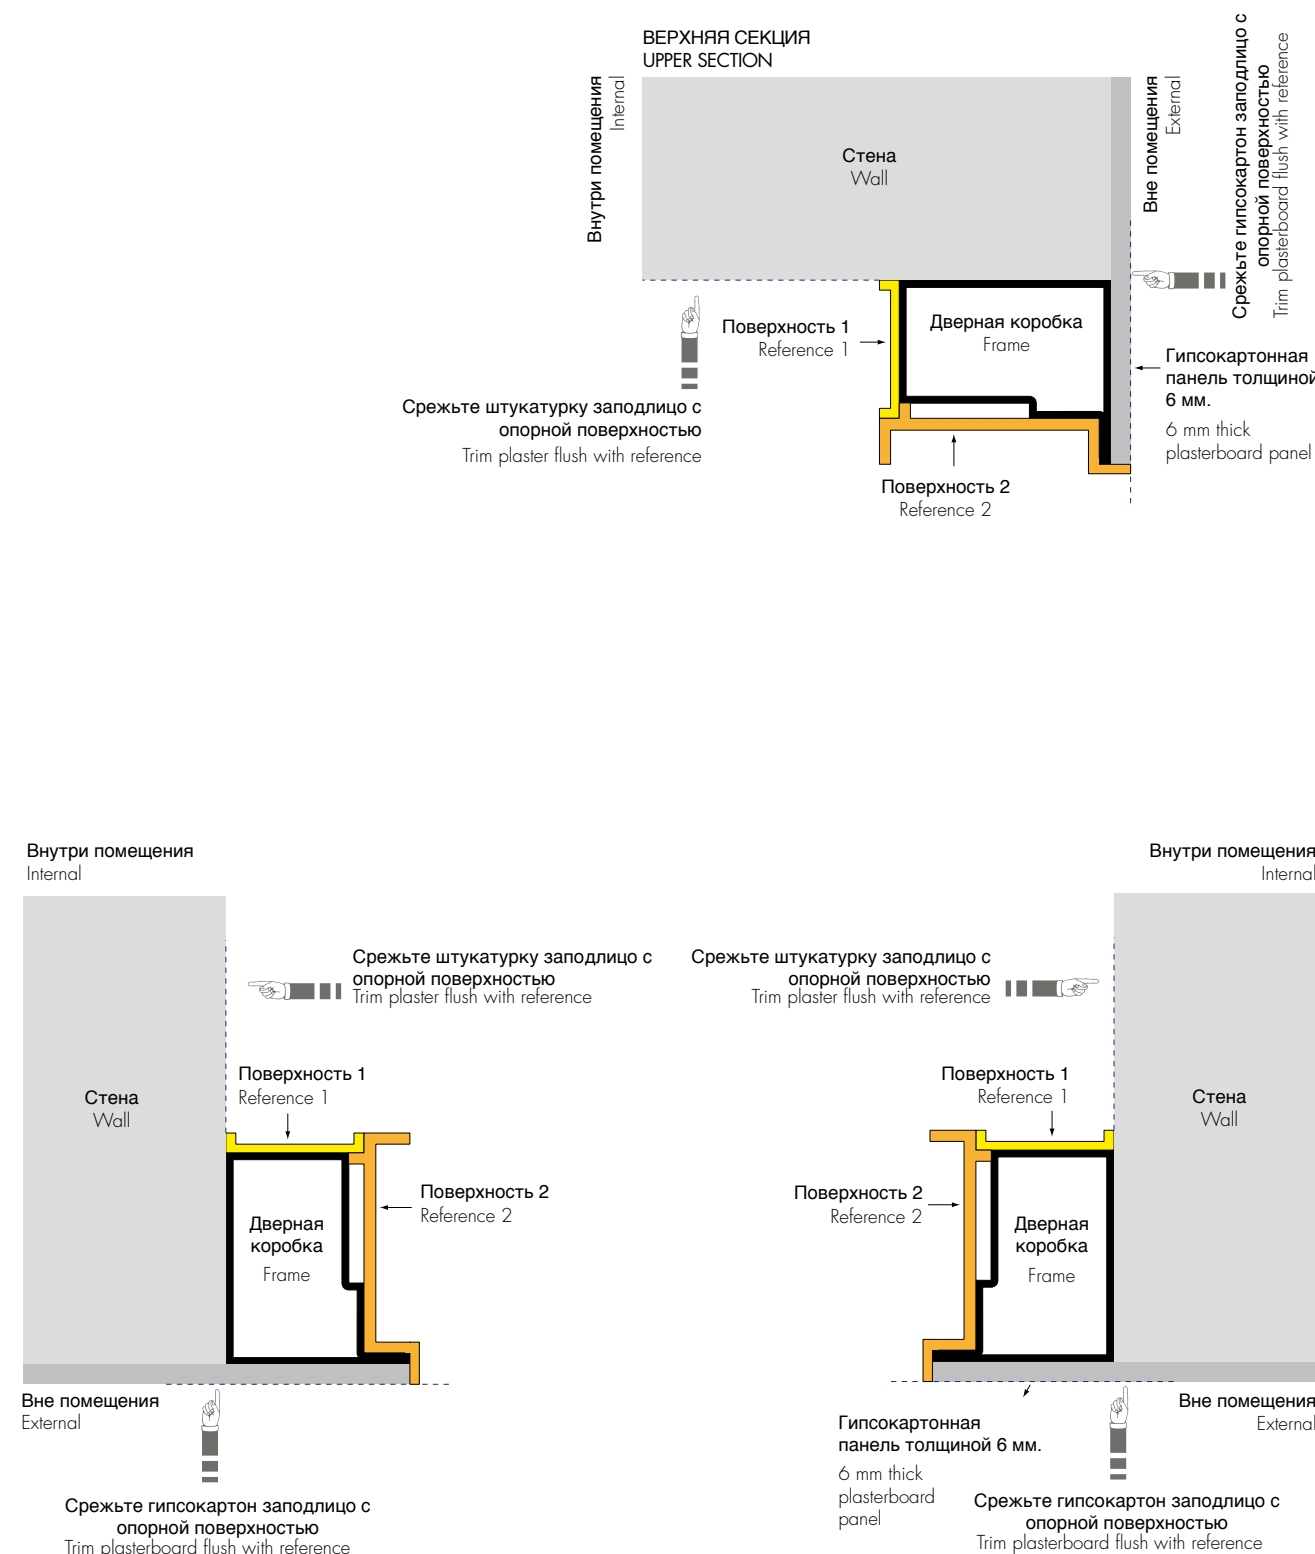 ВЕРХНЯЯ СЕКЦИЯ
UPPER SECTION
Внутри помещения
Internal
Стена
Wall
Вне помещения
External
Срежьте гипсокартон заподлицо с
опорной поверхностью
Trim plasterboard flush with reference
Поверхность 1
Reference 1
Дверная коробка
Frame
Гипсокартонная
панель толщиной
6 мм.
6 mm thick
plasterboard panel
Срежьте штукатурку заподлицо с
опорной поверхностью
Trim plaster flush with reference
Поверхность 2
Reference 2
Внутри помещения
Internal
Срежьте штукатурку заподлицо с
опорной поверхностью
Trim plaster flush with reference
Поверхность 1
Reference 1
Стена
Wall
Поверхность 2
Reference 2
Дверная
коробка
Frame
Вне помещения
External
Срежьте гипсокартон заподлицо с
опорной поверхностью
Trim plasterboard flush with reference
Внутри помещения
Internal
Срежьте штукатурку заподлицо с
опорной поверхностью
Trim plaster flush with reference
Поверхность 1
Reference 1
Стена
Wall
Поверхность 2
Reference 2
Дверная
коробка
Frame
Вне помещения
External
Гипсокартонная
панель толщиной 6 мм.
6 mm thick
plasterboard
panel
Срежьте гипсокартон заподлицо с
опорной поверхностью
Trim plasterboard flush with reference